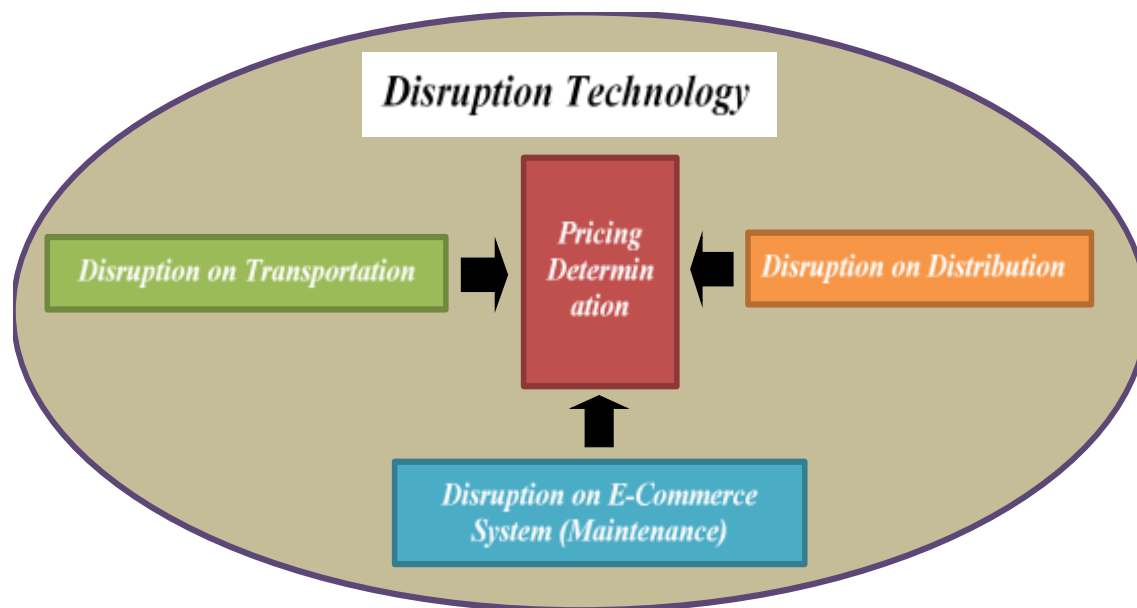 Disruption Technology
Pricing
Determin
ation
Disruption on Transportation
Disruption on Distribution
Disruption on E-Commerce
System (Maintenance)